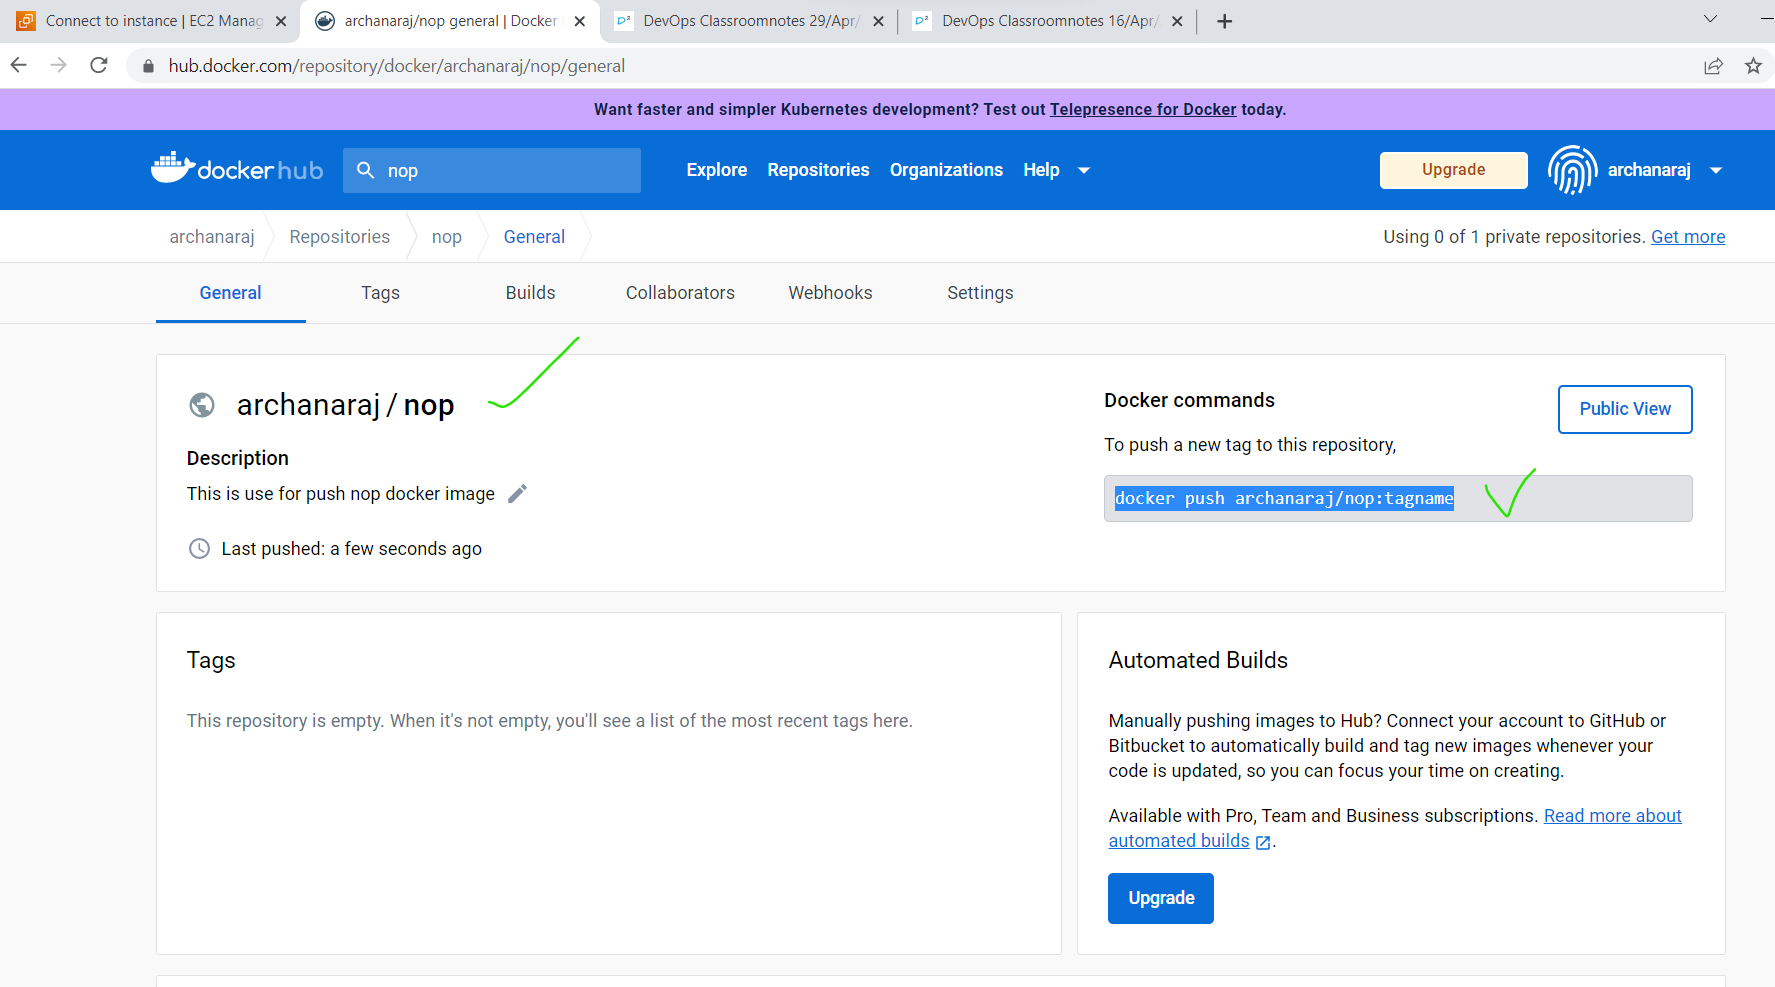 Connect to instance | EC2 Manag
archanaraj/nop general | Docker
DevOps Classroomnotes 29/Apr/
DevOps Classroomnotes 16/Apr/
hub.docker.com/repository/docker/archanaraj/nop/general
Want faster and simpler Kubernetes development? Test out Telepresence for Docker today.
dockerhub
nop
Explore
Repositories
Organizations
Help
Upgrade
archanaraj
archanaraj
Repositories
nop
General
Using 0 of 1 private repositories. Get more
General
Tags
Builds
Collaborators
Webhooks
Settings
archanaraj / nop
Description
This is use for push nop docker image
Last pushed: a few seconds ago
Docker commands
Public View
To push a new tag to this repository,
docker push archanaraj/nop:tagname
Tags
This repository is empty. When it's not empty, you'll see a list of the most recent tags here.
Automated Builds
Manually pushing images to Hub? Connect your account to GitHub or
Bitbucket to automatically build and tag new images whenever your
code is updated, so you can focus your time on creating.
Available with Pro, Team and Business subscriptions. Read more about
automated builds .
Upgrade